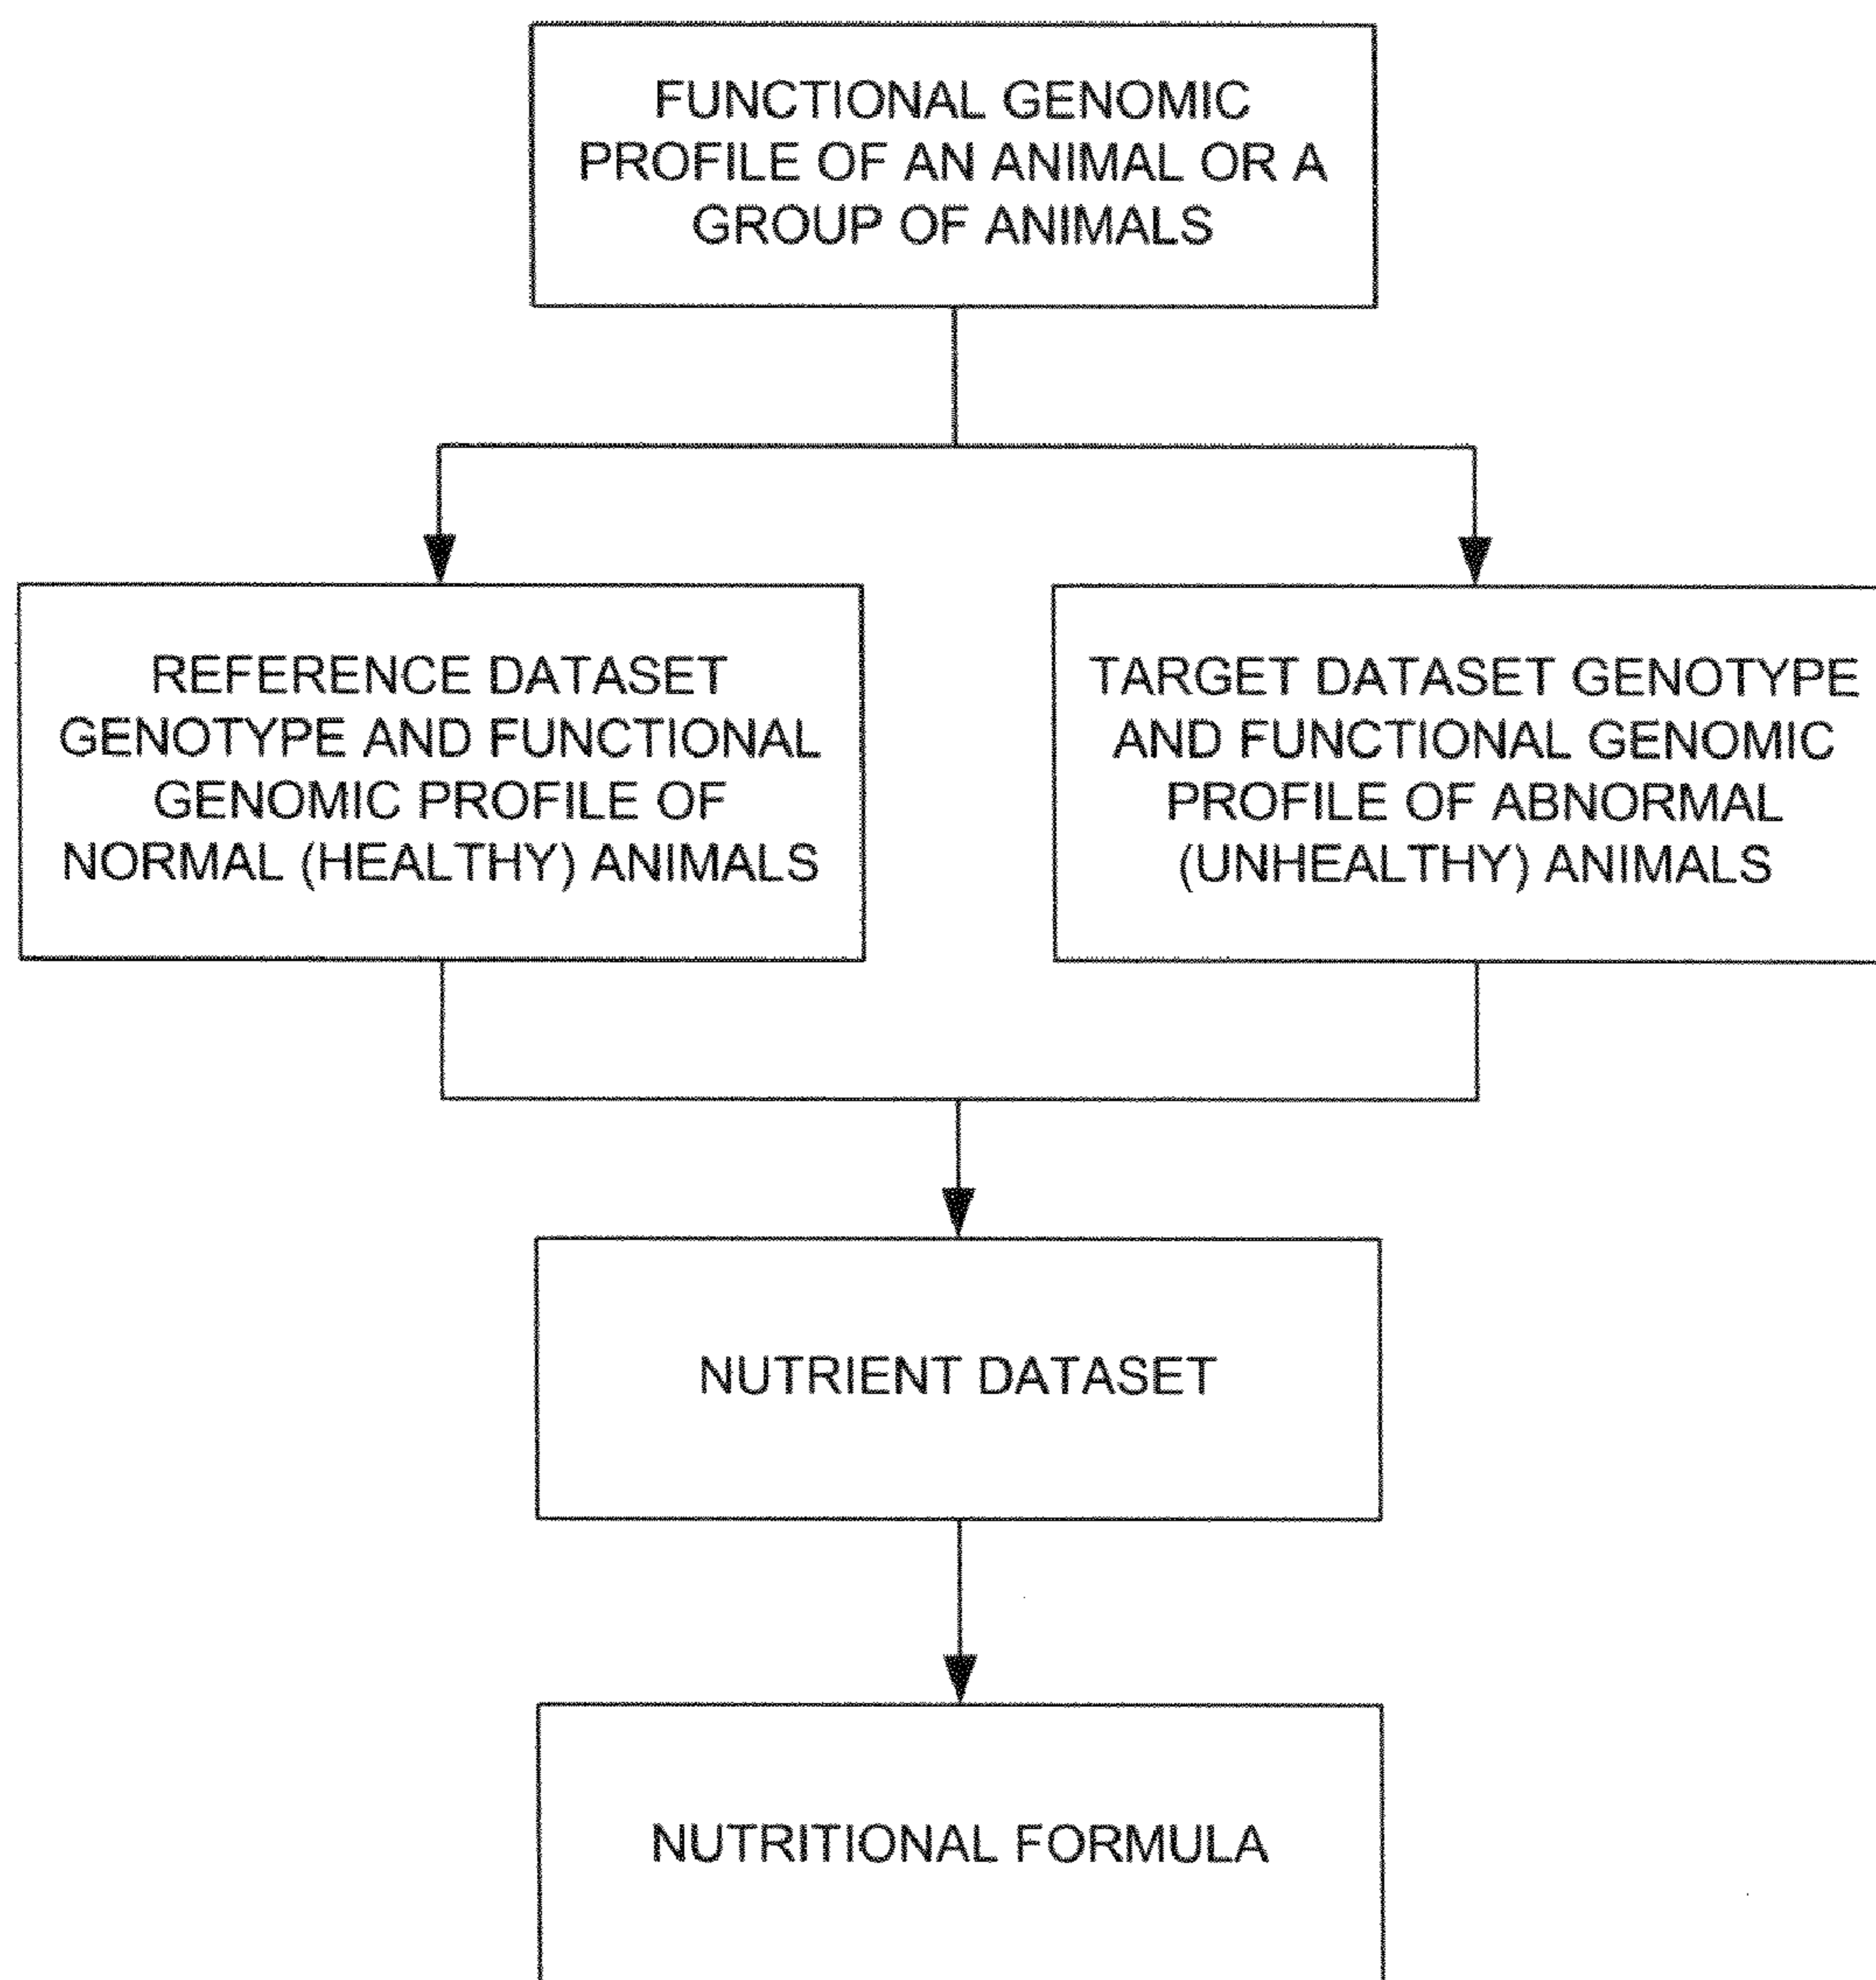 FUNCTIONAL GENOMIC
PROFILE OF AN ANIMAL OR A
GROUP OF ANIMALS
REFERENCE DATASET
GENOTYPE AND FUNCTIONAL
GENOMIC PROFILE OF
NORMAL (HEALTHY) ANIMALS
TARGET DATASET GENOTYPE
AND FUNCTIONAL GENOMIC
PROFILE OF ABNORMAL
(UNHEALTHY) ANIMALS
NUTRIENT DATASET
NUTRITIONAL FORMULA